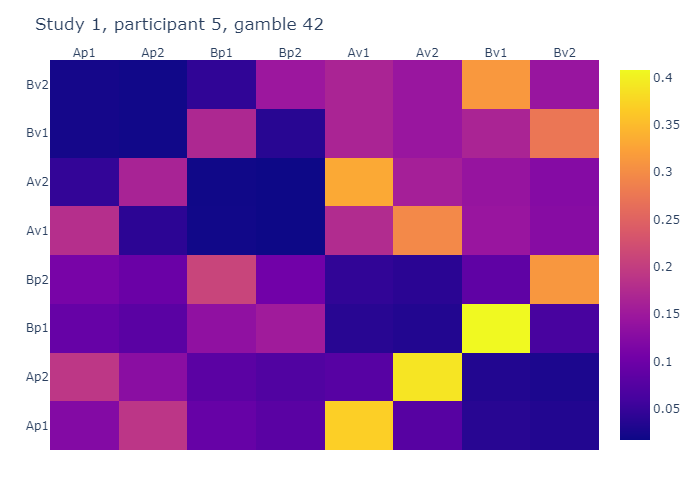 Study 1, participant 5, gamble 42
Ap1 Ap2 Bp1 Bp2 Av1 Av2 Bv1 Bv2
Bv2
Bv1
Av2
Av1
Bp2
Bp1
Ap2
Ap1
0.4
0.35
0.3
0.25
0.2
0.15
0.1
0.05